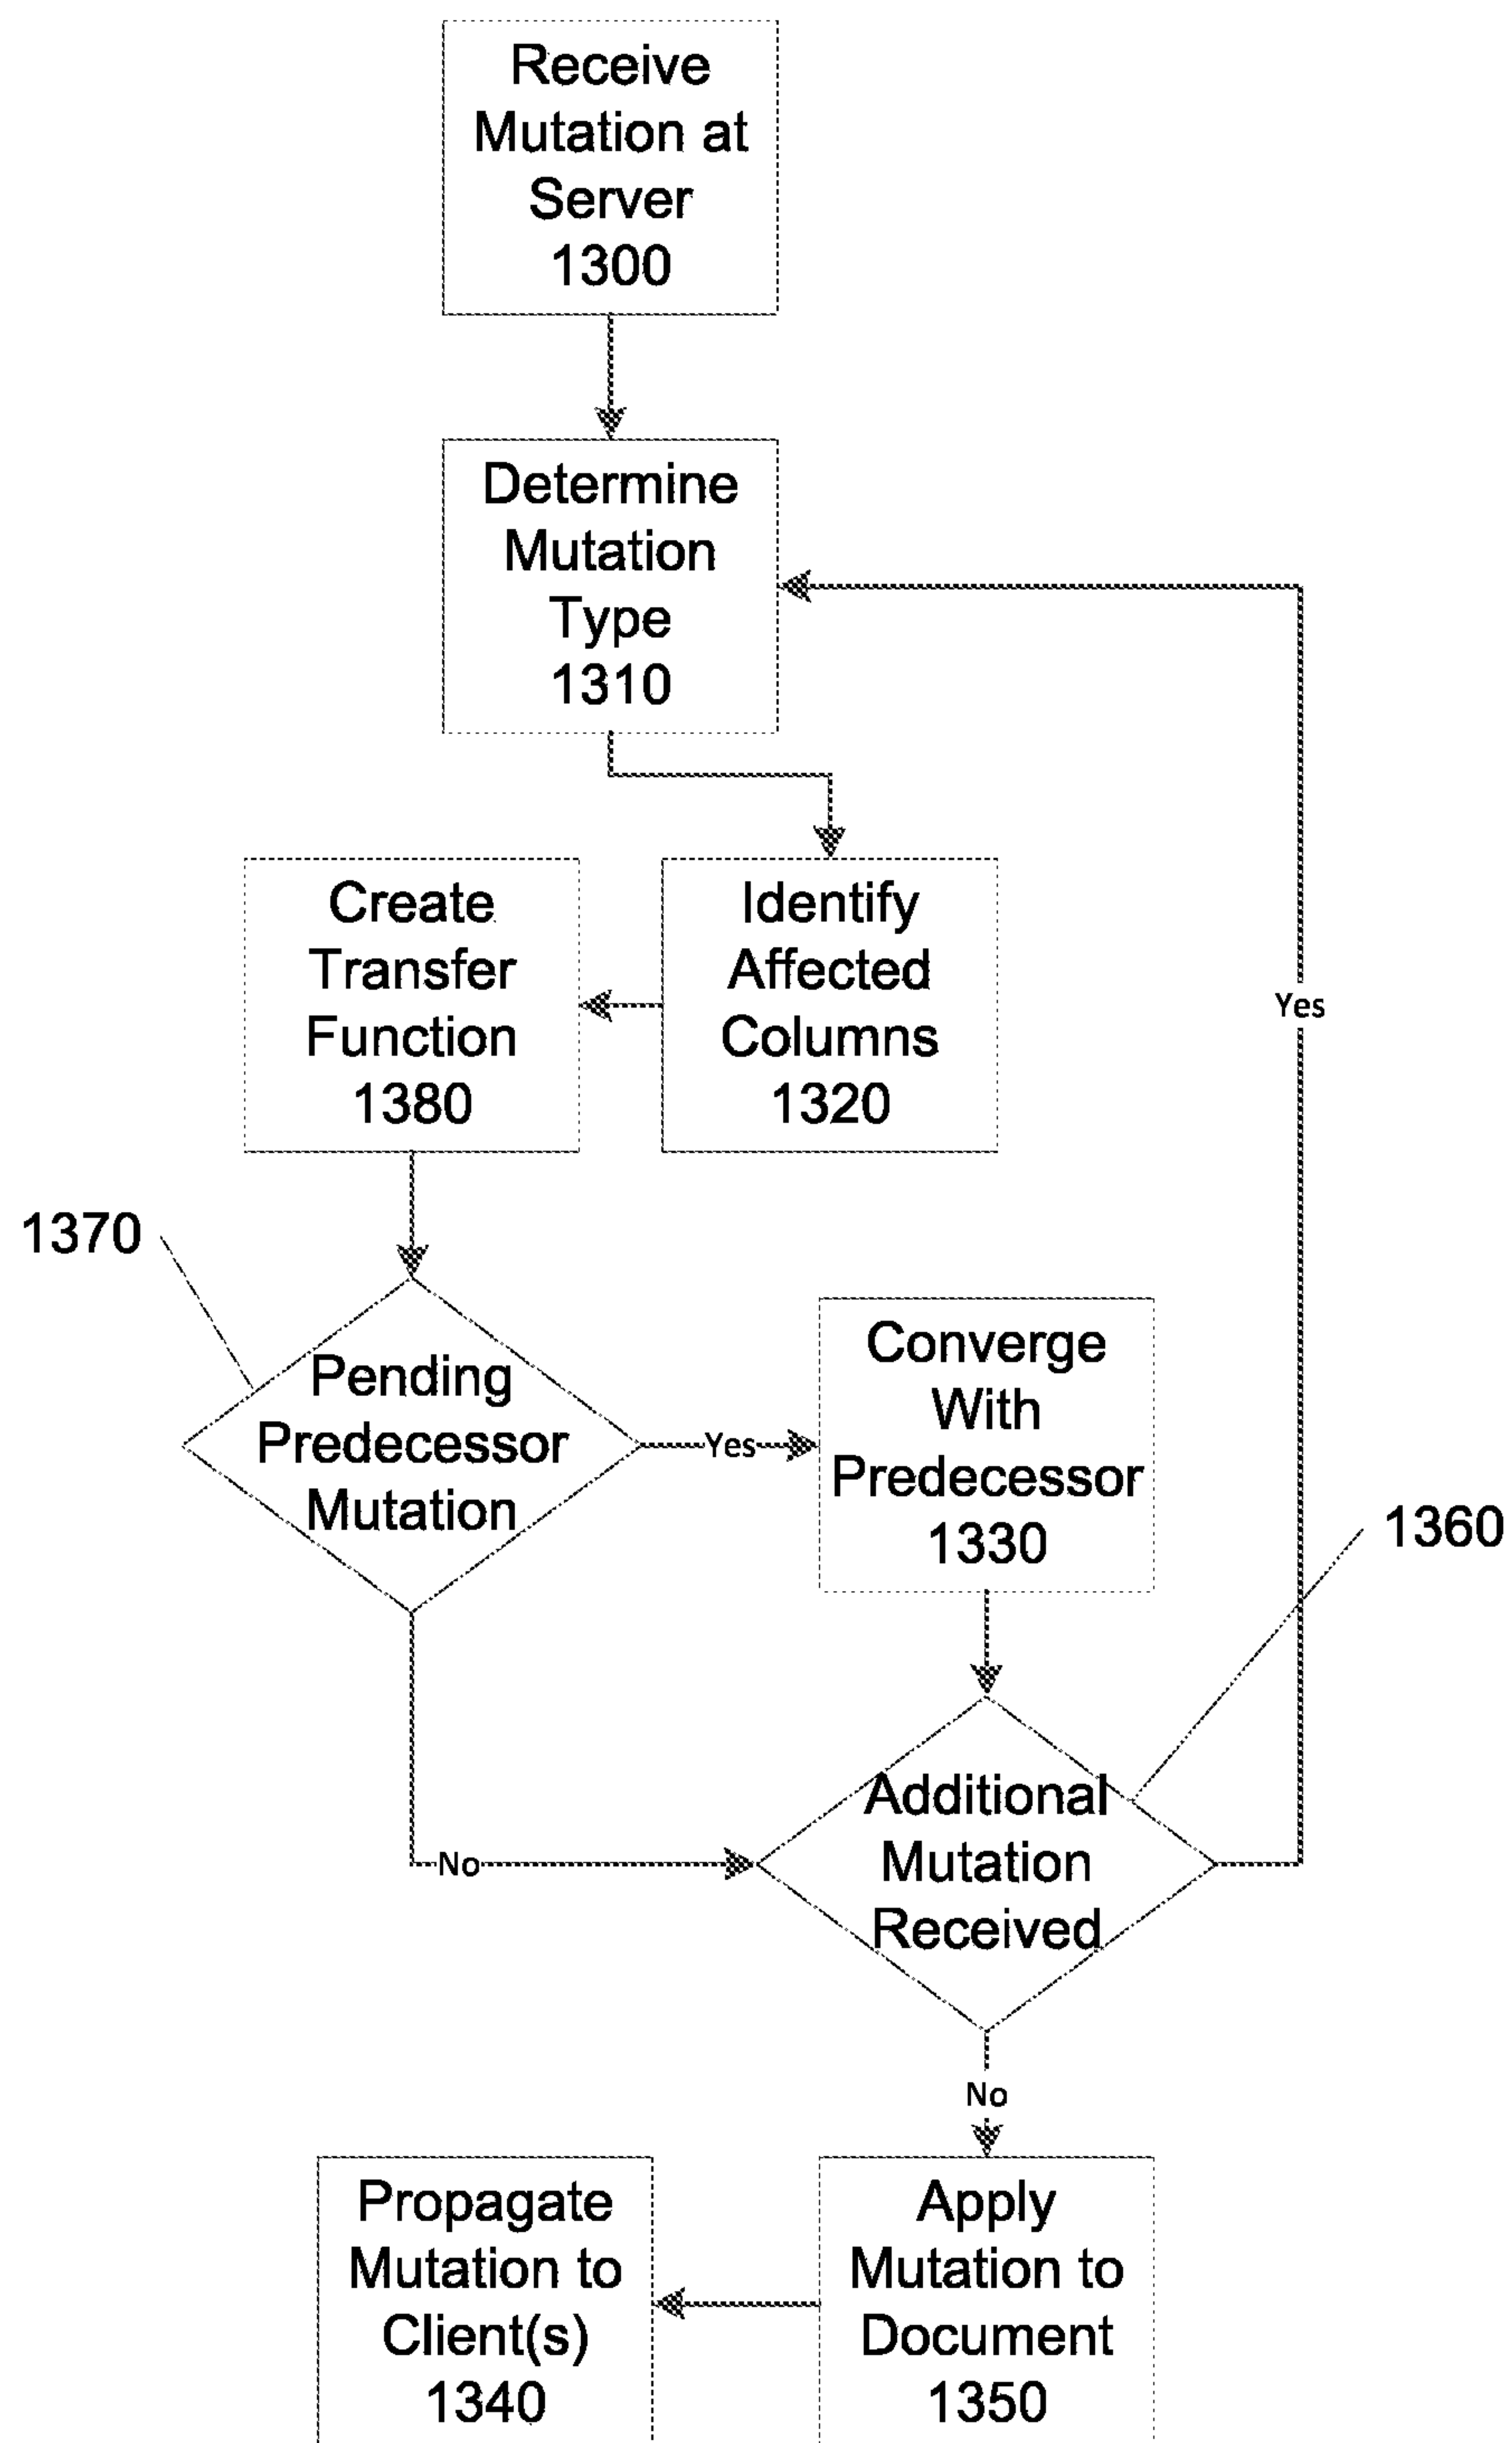 Receive
Mutation at
Server
1300
Determine
Mutation
Type
1310
Create
Transfer
Function
1380
Identify
Affected
Columns
1320
Yes
1370
Pending
Predecessor
Mutation
Yes
Converge
With
Predecessor
1330
1360
No
Additional
Mutation
Received
No
Propagate
Mutation to
Client(s)
1340
Apply
Mutation to
Document
1350